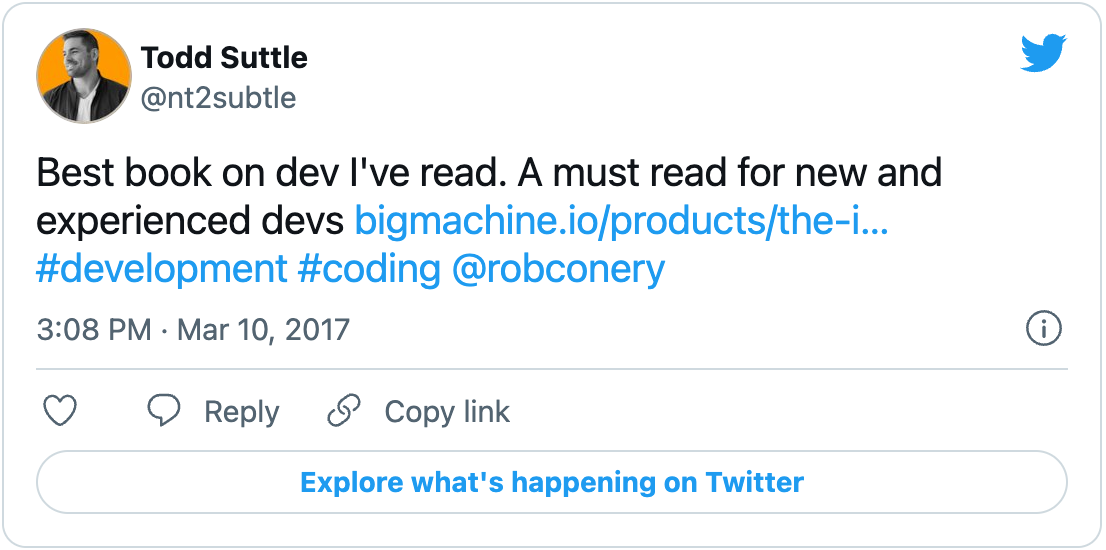 Todd Suttle
@nt2subtle
Best book on dev I've read. A must read for new and
experienced devs bigmachine.io/products/the-i...
#development #coding @robconery
3:08 PM · Mar 10, 2017
Reply
Copy link
Explore what's happening on Twitter